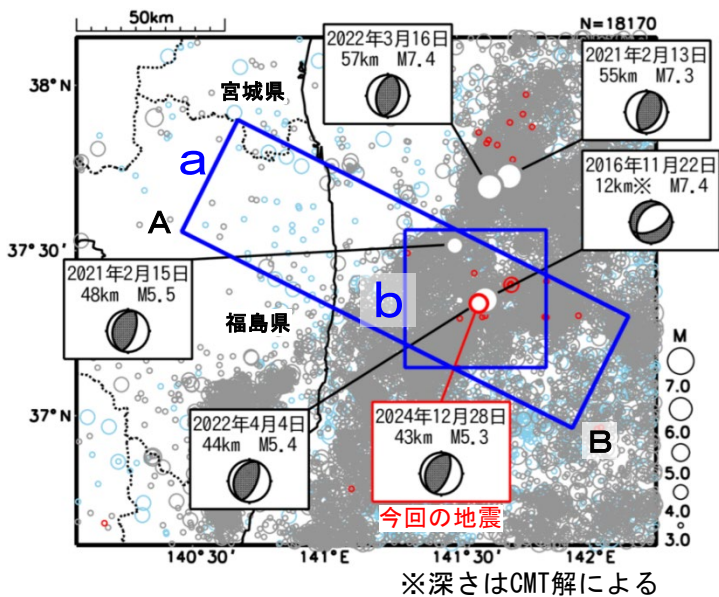 50km
N=18170
2022年3月16日
57km M7.4
2021年2月13日
55km M7.3
38°N
宮城県
a
A
2016年11月22日
12km※ M7.4
37°30′
2021年2月15日
48km M5.5
b
福島県
M
7.0
6.0
5.0
4.0
3.0
37°N
2022年4月4日
44km M5.4
2024年12月28日
43km M5.3
今回の地震
B
140°30′
141°E
141°30′
142°E
※深さはCMT解による